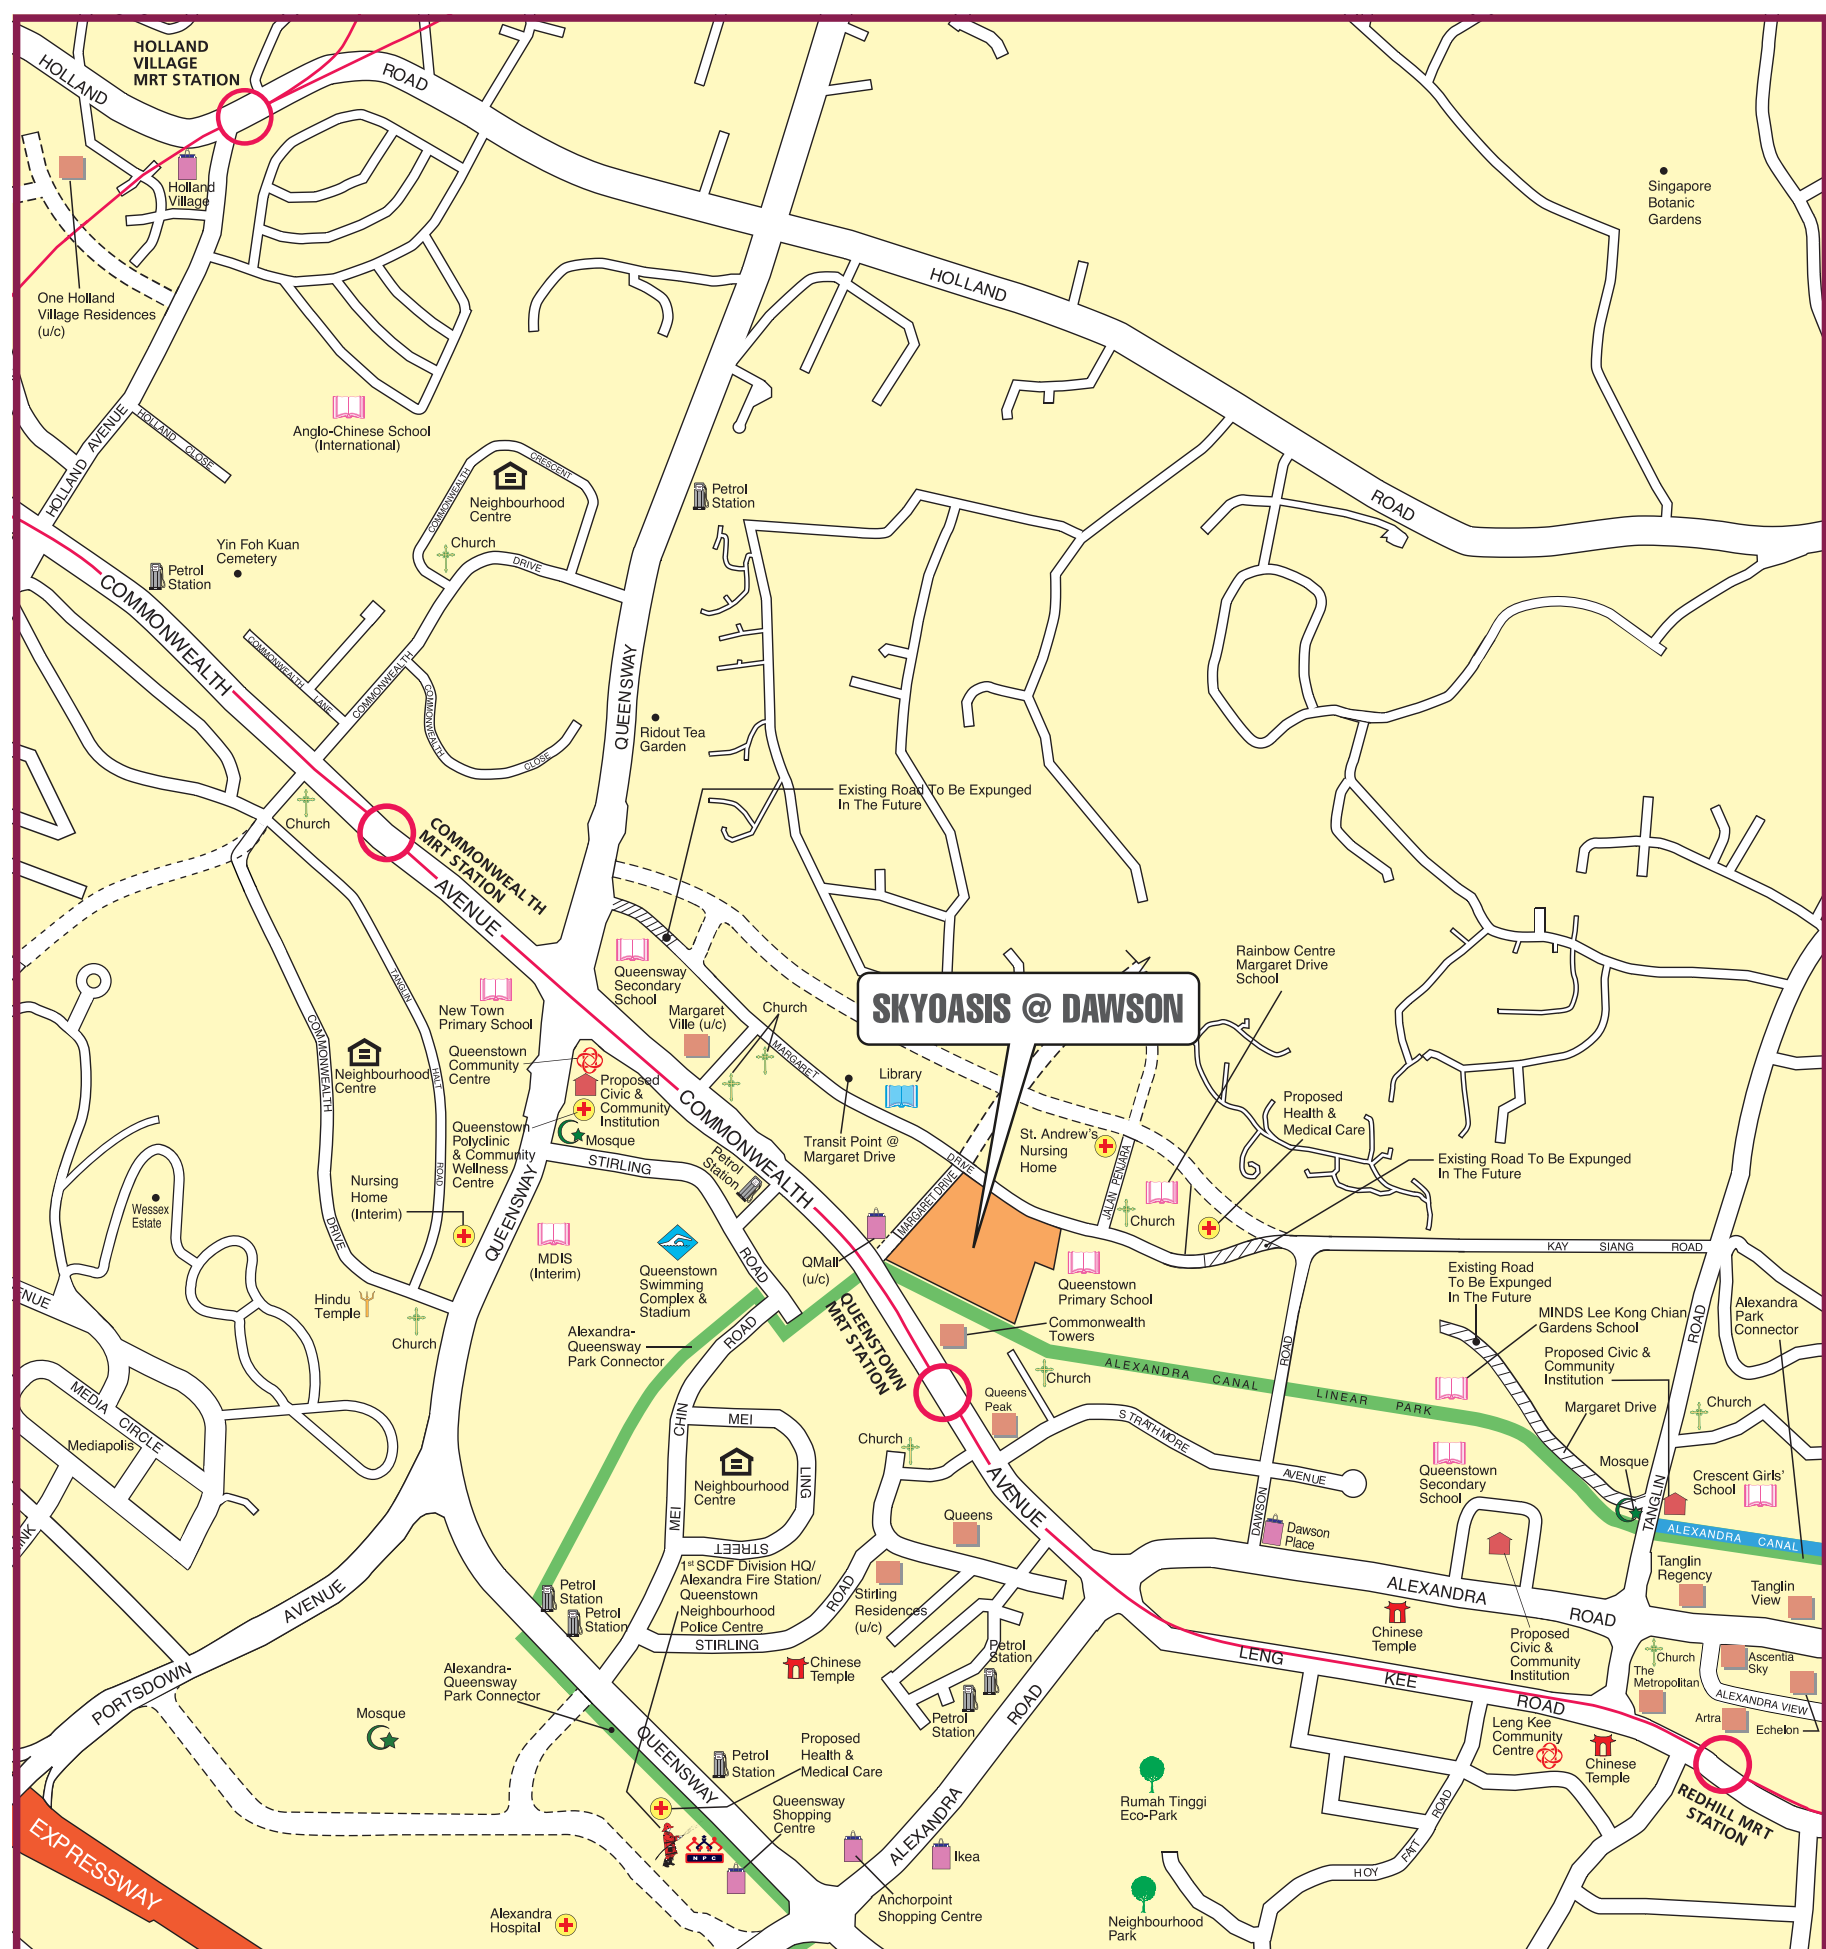 HOLLAND
VILLAGE
MRT STATION
HOLLAND
ROAD
Holland
Village
One Holland
Village Residences
(u/c)
Singapore
Botanic
Gardens
HOLLAND
ROAD
HOLLAND AVENUE
HOLLAND CLOSE
Anglo-Chinese School
(International)
COMMONWEALTH
CRESCENT
Neighbourhood
Centre
Church
DRIVE
Petrol
Station
Yin Foh Kuan
Cemetery
Petrol
Station
COMMONWEALTH
COMMONWEALTH
LANE
COMMONWEALTH
COMMONWEALTH
CLOSE
QUEENSWAY
Ridout Tea
Garden
Existing Road To Be Expunged
In The Future
Church
COMMONWEALTH
MRT STATION
AVENUE
Queensway
Secondary
School
New Town
Primary School
Margaret
Ville (u/c)
Church
MARGARET
SKYOASIS @ DAWSON
Rainbow Centre
Margaret Drive
School
TANGLIN
HALT
ROAD
COMMONWEALTH
DRIVE
Neighbourhood
Centre
Queenstown
Community
Centre
Proposed
Civic &
Community
Institution
Queenstown
Polyclinic
& Community
Wellness
Centre
Mosque
COMMONWEALTH
Library
Transit Point @
Margaret Drive
DRIVE
MARGARET DRIVE
St. Andrew's
Nursing
Home
JALAN PENJARA
Church
Proposed
Health &
Medical Care
Existing Road To Be Expunged
In The Future
Wessex
Estate
Nursing
Home
(Interim)
QUEENSWAY
STIRLING
ROAD
Petrol
Station
MDIS
(Interim)
Queenstown
Swimming
Complex &
Stadium
QMall
(u/c)
Queenstown
Primary School
KAY SIANG ROAD
Existing Road
To Be Expunged
In The Future
MINDS Lee Kong Chian
Gardens School
Alexandra
Park
Connector
Proposed Civic &
Community
Institution
Margaret Drive
Hindu
Temple
Church
Alexandra-
Queensway
Park Connector
ROAD
CHIN
MEI
QUEENSTOWN
MRT STATION
Commonwealth
Towers
Church
ALEXANDRA CANAL LINEAR PARK
ROAD
DAWSON
ROAD
TANGLIN
Church
Queens
Peak
STRATHMORE
AVENUE
MEDIA CIRCLE
Mediapolis
ENUE
INK
MEI
LING
STREET
Neighbourhood
Centre
Church
AVENUE
Queens
Queenstown
Secondary
School
Mosque
Crescent Girls'
School
ALEXANDRA CANAL
Dawson
Place
1st SCDF Division HQ/
Alexandra Fire Station/
Queenstown
Neighbourhood
Police Centre
Stirling
Residences
(u/c)
ROAD
STIRLING
Petrol
Station
Petrol
Station
AVENUE
PORTSDOWN
ALEXANDRA
ROAD
Tanglin
Regency
Tanglin
View
Chinese
Temple
Proposed
Civic &
Community
Institution
Church
Ascentia
Sky
The
Metropolitan
ALEXANDRA VIEW
Artra
Echelon
LENG
KEE
ROAD
Chinese
Temple
Petrol
Station
Petrol
Station
Alexandra-
Queensway
Park Connector
Mosque
QUEENSWAY
Petrol
Station
Proposed
Health &
Medical Care
Queensway
Shopping
Centre
ROAD
ALEXANDRA
Leng Kee
Community
Centre
Chinese
Temple
REDHILL MRT
STATION
Rumah Tinggi
Eco-Park
HOY
FATT
ROAD
EXPRESSWAY
NPC
Ikea
Anchorpoint
Shopping Centre
Alexandra
Hospital
Neighbourhood
Park